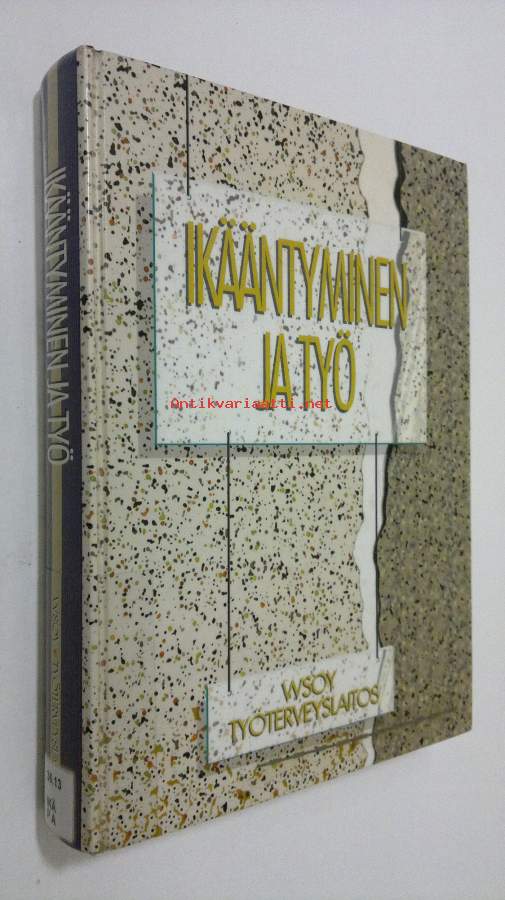 IKÄÄNTYMINEN
JA TYÖ
Antikvariaatti.net
WSOY
TYÖTERVEYSLAITOS
IKÄÄNTYMINEN JA TYÖ